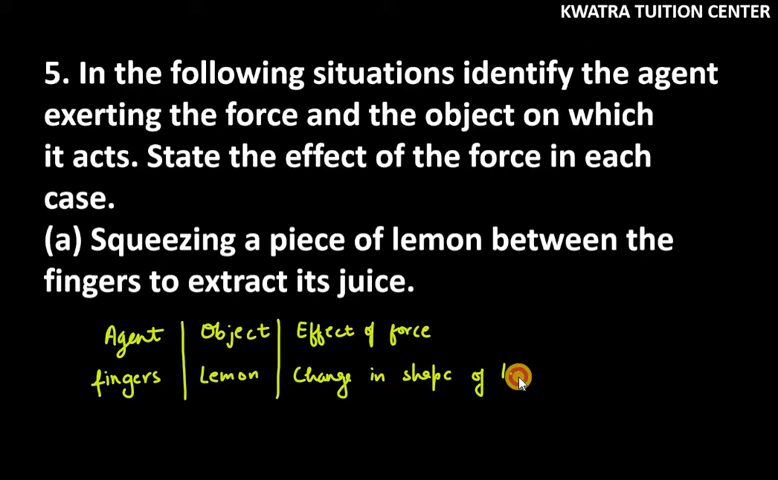 KWATRA TUITION CENTER
5. In the following situations identify the agent
exerting the force and the object on which
it acts. State the effect of the force in each
case.
(a) Squeezing a piece of lemon between the
fingers to extract its juice.
Agent Object Effect of force
fingers Lemon Change in shape of